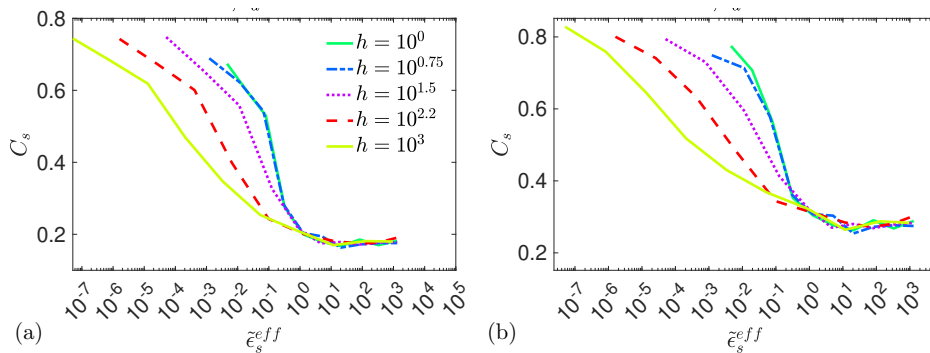 0.8
0.6
0.4
0.2
C_s
h = 10^0
h = 10^{0.75}
h = 10^{1.5}
h = 10^{2.2}
h = 10^3
10^{-7} 10^{-6} 10^{-5} 10^{-4} 10^{-3} 10^{-2} 10^{-1} 10^0 10^1 10^2 10^3 10^4 10^5
(a)
\tilde{ϵ}_s^{eff}
0.8
0.6
0.4
0.2
C_s
10^{-7} 10^{-6} 10^{-5} 10^{-4} 10^{-3} 10^{-2} 10^{-1} 10^0 10^1 10^2 10^3
(b)
\tilde{ϵ}_s^{eff}